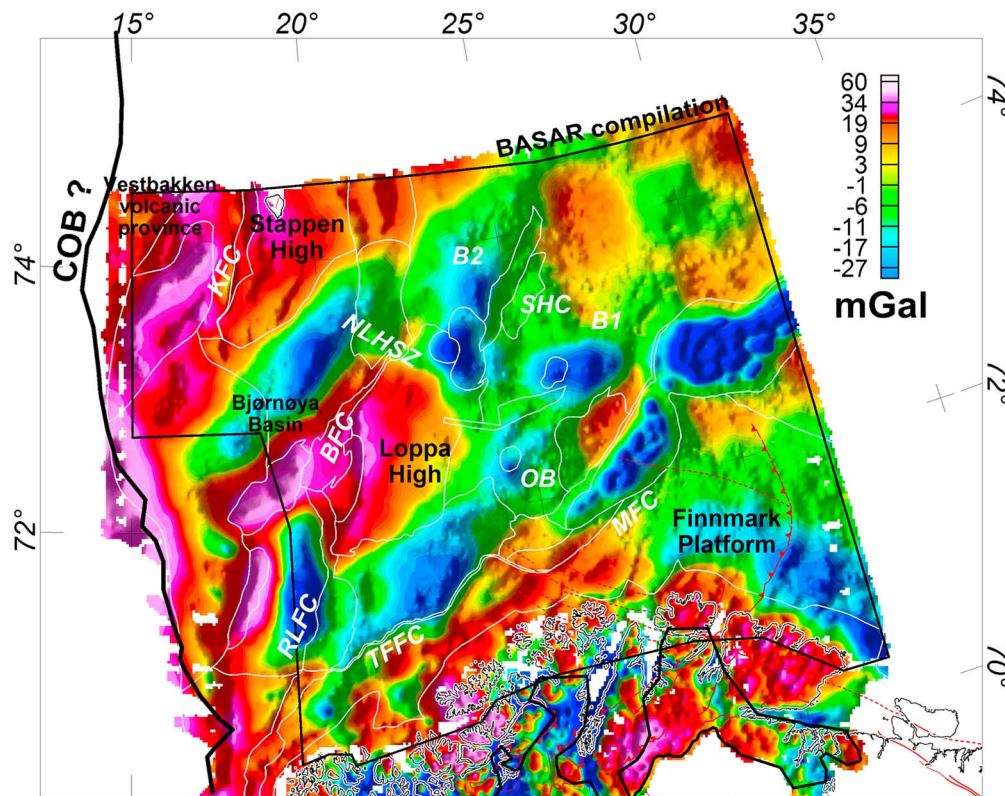 15° 20° 25° 30° 35°
74°
BASAR compilation
60
34
19
9
3
-1
-6
-11
-17
-27
mGal
COB ?
Vestbakken
volcanic
province
Stappen
High
KFC
74°
B2
SHC
B1
NLHSZ
72°
Bjørnøya
Basin
BFC
Loppa
High
OB
MFC
Finnmark
Platform
72°
RLFC
TFFC
70°